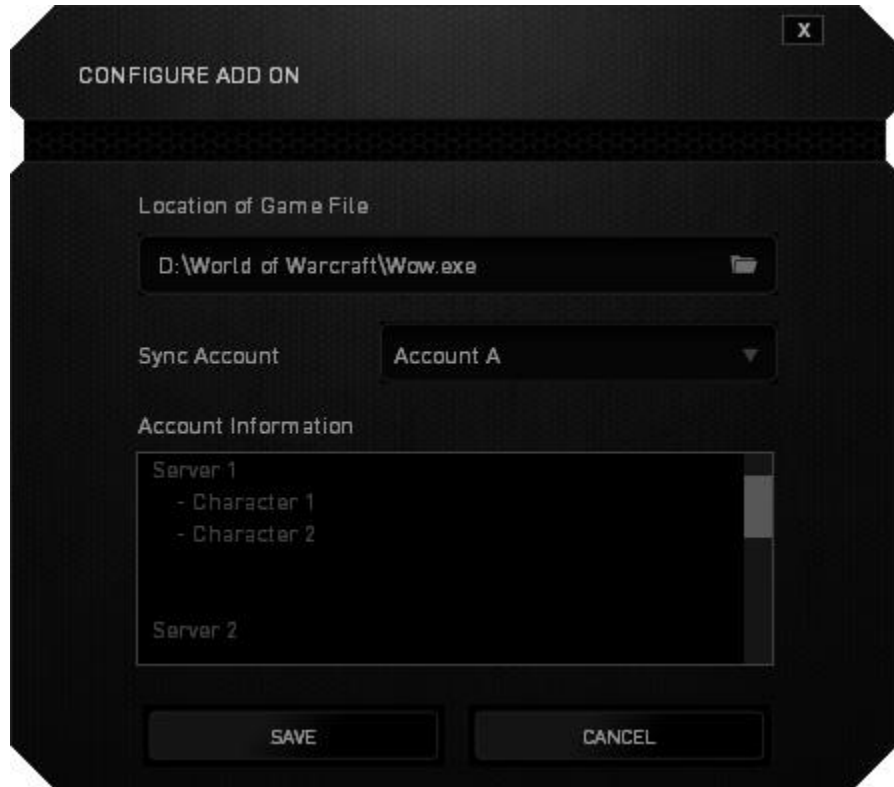 X
CONFIGURE ADD ON
Location of Game File
D:\World of Warcraft\Wow.exe
Sync Account Account A
Account Information
Server 1
- Character 1
- Character 2
Server 2
SAVE CANCEL